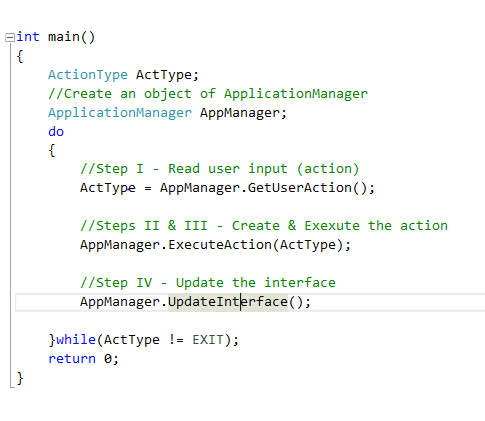 int main()
{
ActionType ActType;
//Create an object of ApplicationManager
ApplicationManager AppManager;
do
{
//Step I - Read user input (action)
ActType = AppManager.GetUserAction();
//Steps II & III - Create & Exexute the action
AppManager.ExecuteAction(ActType);
//Step IV - Update the interface
AppManager.UpdateInterface();
}while(ActType != EXIT);
return 0;
}